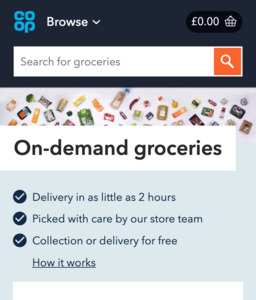 co
op
Browse
£0.00
Search for groceries
On-demand groceries
Delivery in as little as 2 hours
Picked with care by our store team
Collection or delivery for free
How it works